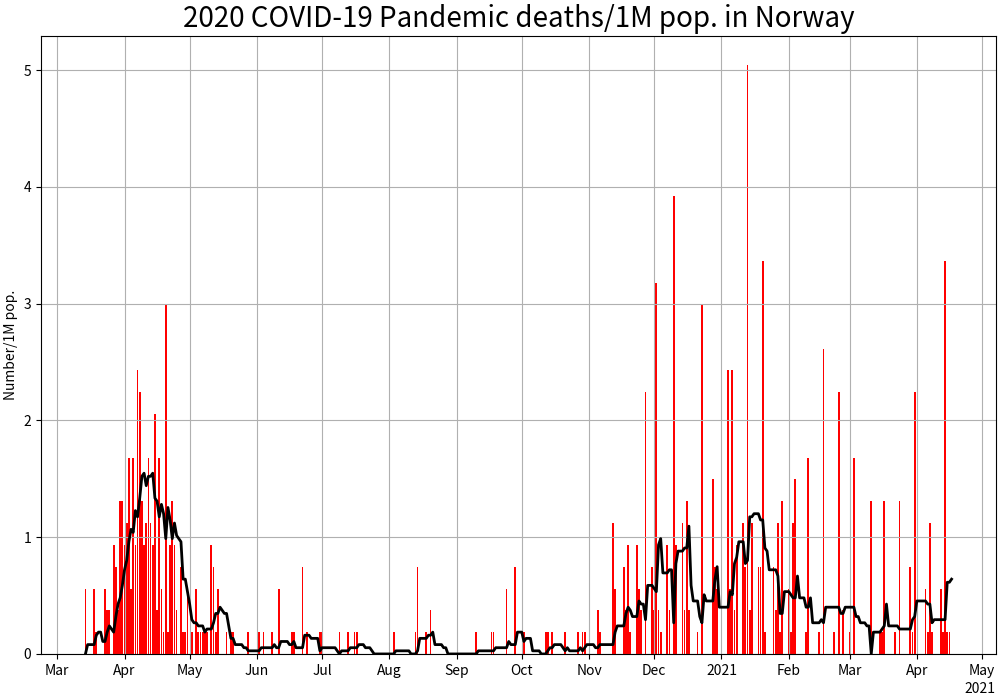 2020 COVID-19 Pandemic deaths/1M pop. in Norway
Number/1M pop.
5
4
3
2
1
0
Mar Apr May Jun Jul Aug Sep Oct Nov Dec 2021 Feb Mar Apr May
2021